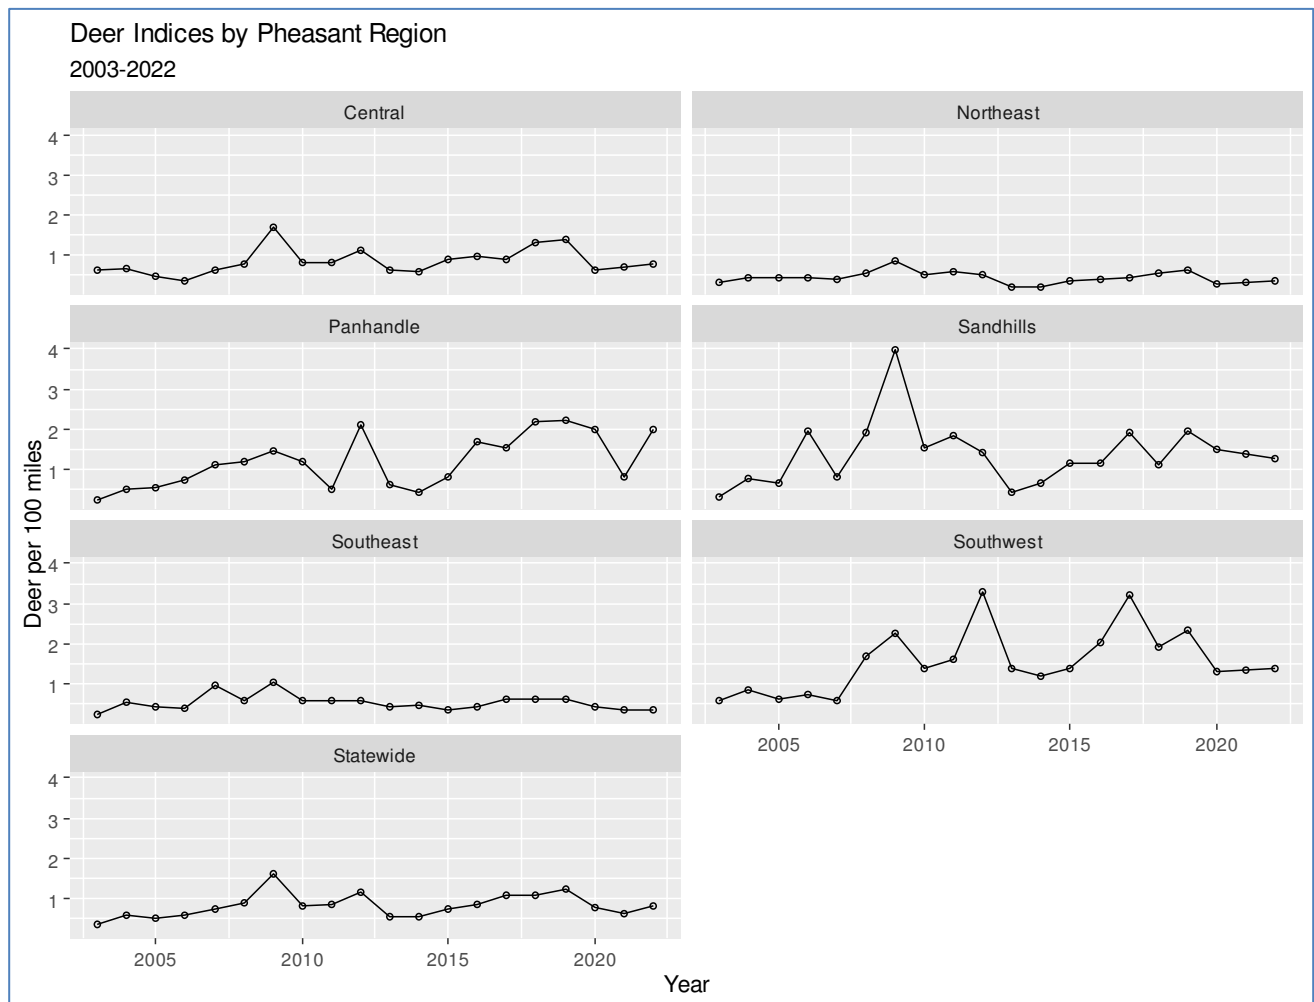 Deer Indices by Pheasant Region
2003-2022
Central
Northeast
4
3
2
1
Panhandle
Sandhills
4
3
2
1
Deer per 100 miles
Southeast
Southwest
4
3
2
1
2005 2010 2015 2020
Statewide
4
3
2
1
2005 2010 2015 2020
Year